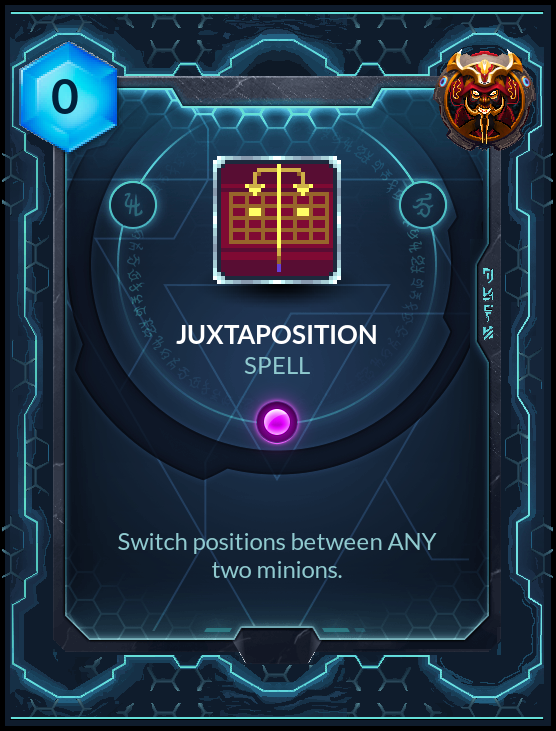 0
JUXTAPOSITION
SPELL
Switch positions between ANY
two minions.